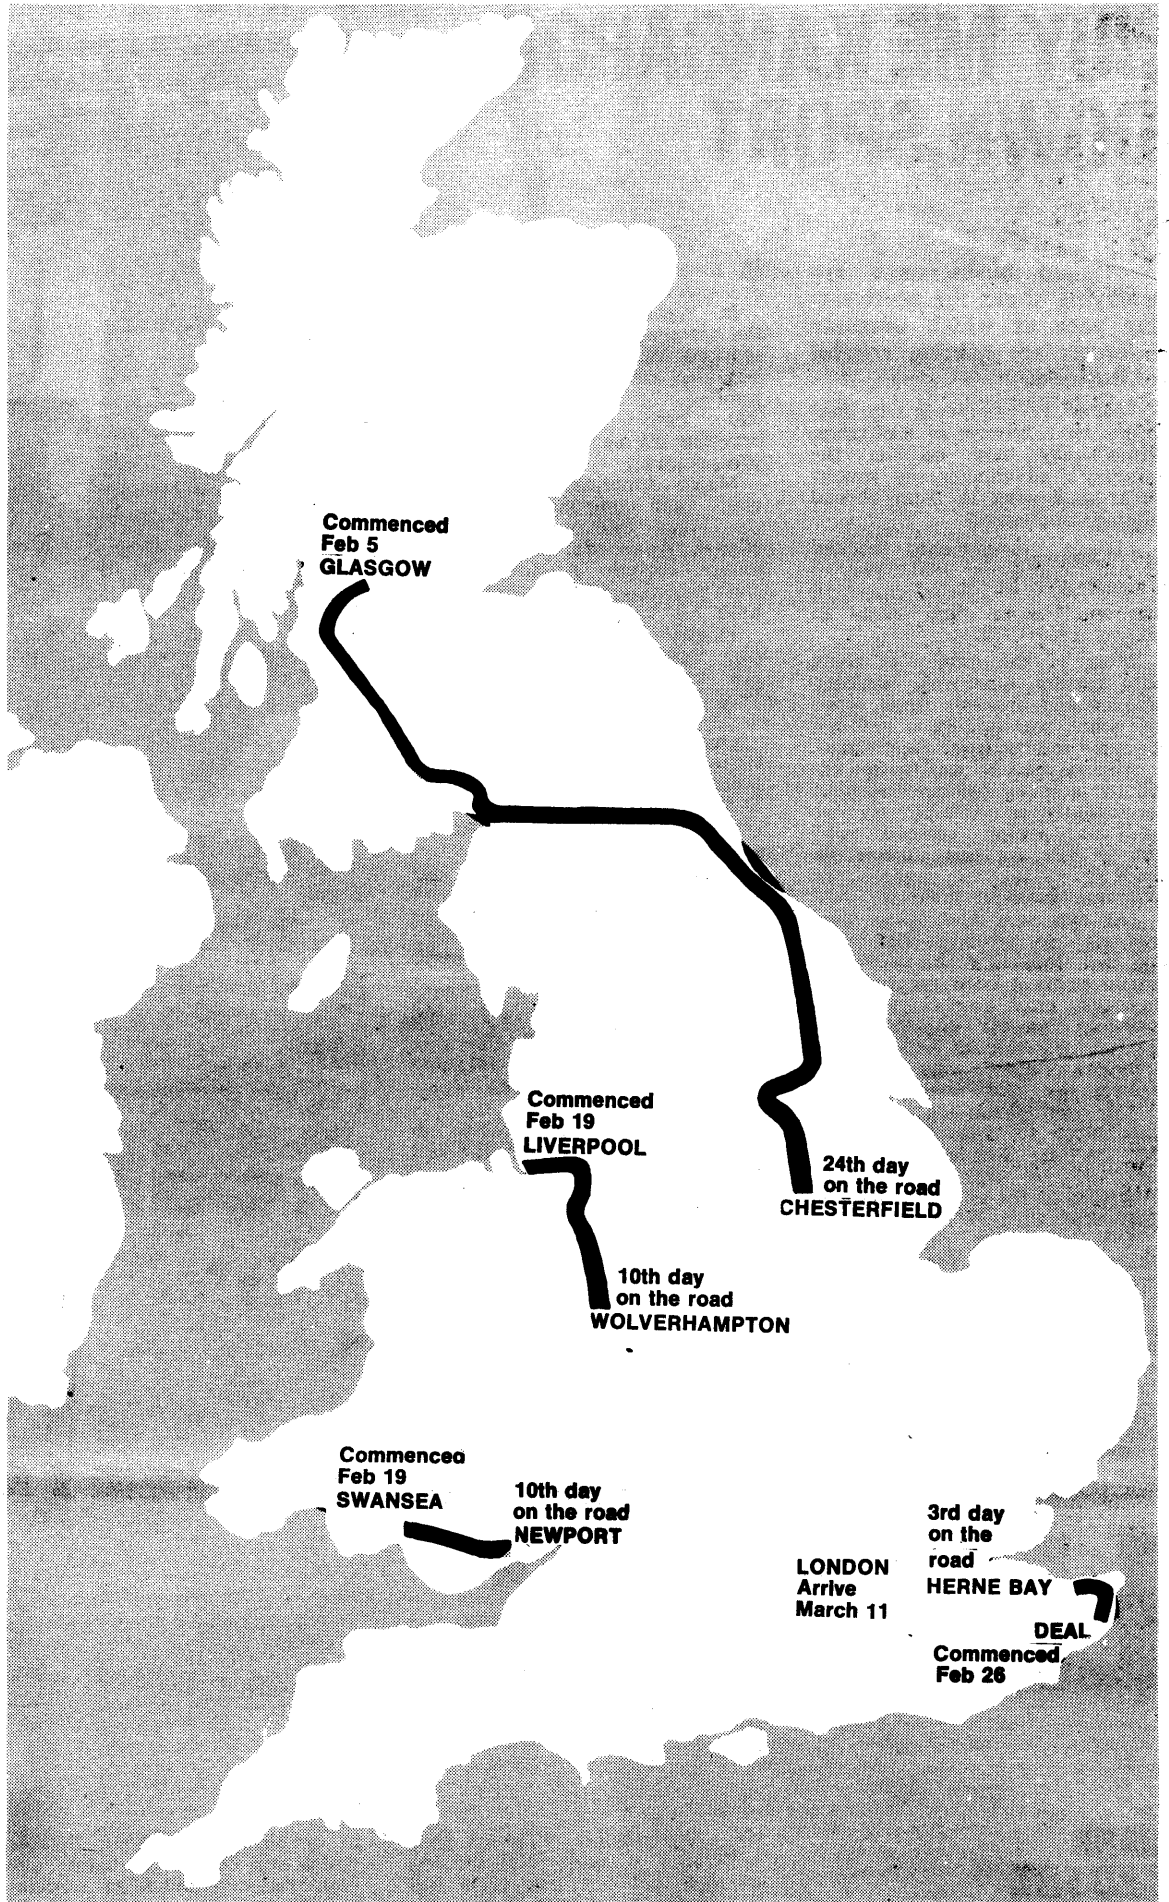 Commenced
Feb 5
GLASGOW
Commenced
Feb 19
LIVERPOOL
24th day
on the road
CHESTERFIELD
10th day
on the road
WOLVERHAMPTON
Commenced
Feb 19
SWANSEA
10th day
on the road
NEWPORT
3rd day
on the
road
HERNE BAY
LONDON
Arrive
March 11
DEAL
Commenced
Feb 26